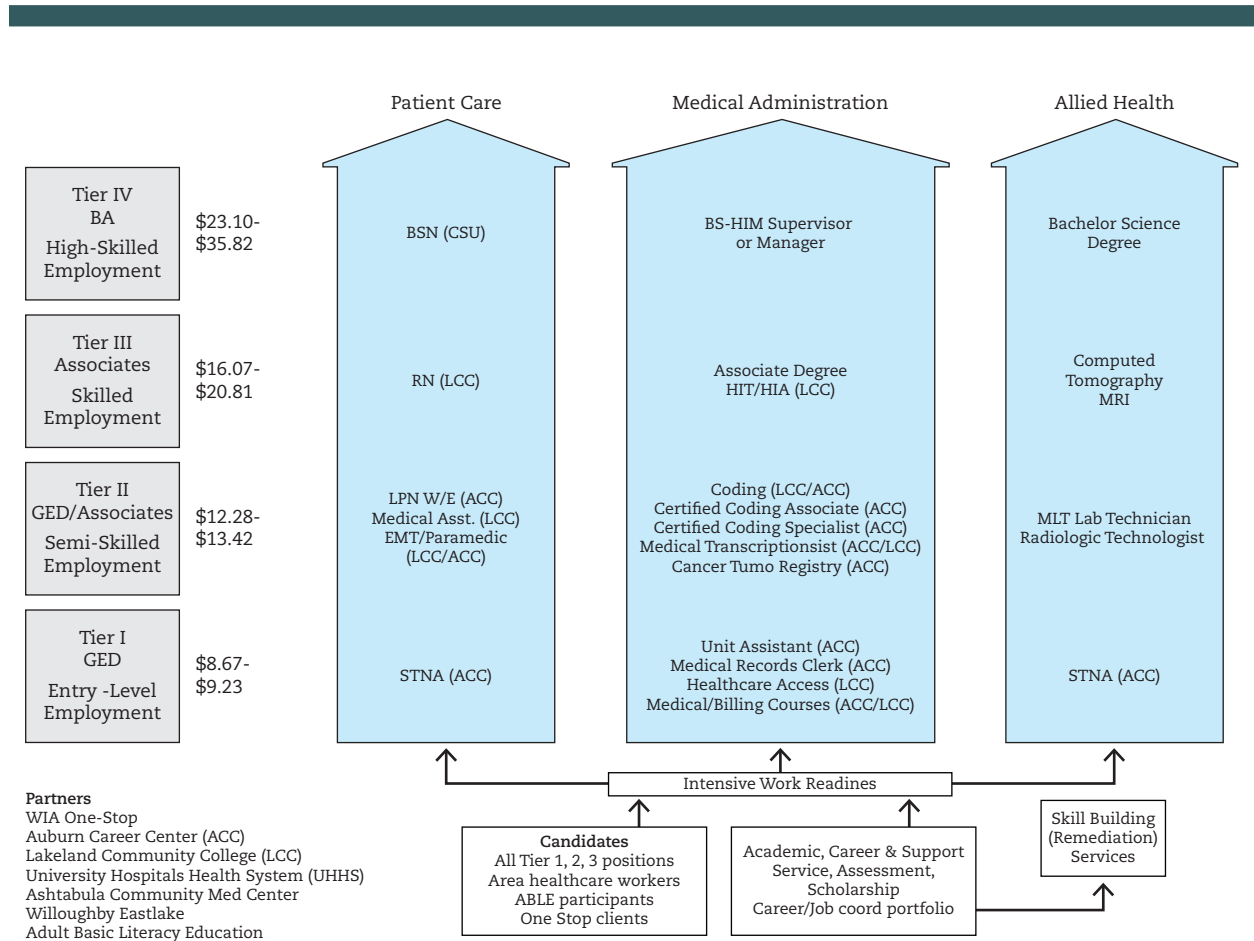 Patient Care
Medical Administration
Allied Health
Tier IV
BA
High-Skilled
Employment
$23.10-
$35.82
BSN (CSU)
BS-HIM Supervisor
or Manager
Bachelor Science
Degree
Tier III
Associates
Skilled
Employment
$16.07-
$20.81
RN (LCC)
Associate Degree
HIT/HIA (LCC)
Computed
Tomography
MRI
Tier II
GED/Associates
Semi-Skilled
Employment
$12.28-
$13.42
LPN W/E (ACC)
Medical Asst. (LCC)
EMT/Paramedic
(LCC/ACC)
Coding (LCC/ACC)
Certified Coding Associate (ACC)
Certified Coding Specialist (ACC)
Medical Transcriptionsist (ACC/LCC)
Cancer Tumo Registry (ACC)
MLT Lab Technician
Radiologic Technologist
Tier I
GED
Entry -Level
Employment
$8.67-
$9.23
STNA (ACC)
Unit Assistant (ACC)
Medical Records Clerk (ACC)
Healthcare Access (LCC)
Medical/Billing Courses (ACC/LCC)
STNA (ACC)
Intensive Work Readines
Partners
WIA One-Stop
Auburn Career Center (ACC)
Lakeland Community College (LCC)
University Hospitals Health System (UHHS)
Ashtabula Community Med Center
Willoughby Eastlake
Adult Basic Literacy Education
Candidates
All Tier 1, 2, 3 positions
Area healthcare workers
ABLE participants
One Stop clients
Academic, Career & Support
Service, Assessment,
Scholarship
Career/Job coord portfolio
Skill Building
(Remediation)
Services